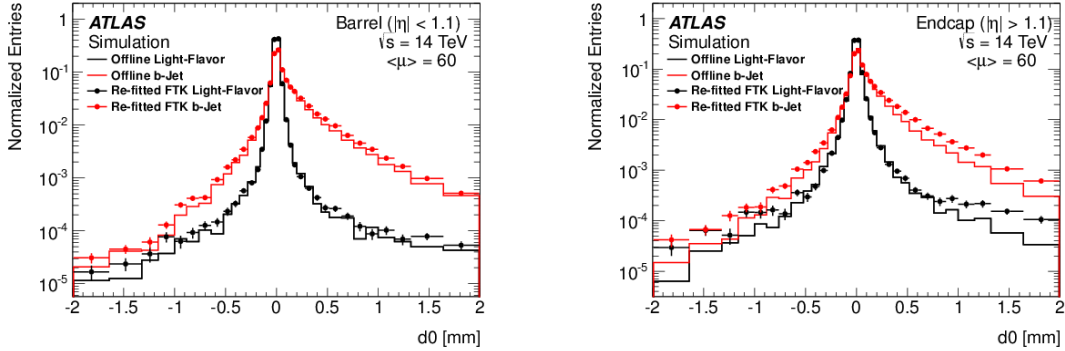 Normalized Entries
1
10⁻¹
10⁻²
10⁻³
10⁻⁴
10⁻⁵
ATLAS
Simulation
Barrel (|η| < 1.1)
√s = 14 TeV
<μ> = 60
Offline Light-Flavor
Offline b-Jet
Re-fitted FTK Light-Flavor
Re-fitted FTK b-Jet
-2 -1.5 -1 -0.5 0 0.5 1 1.5 2
d0 [mm]
Normalized Entries
1
10⁻¹
10⁻²
10⁻³
10⁻⁴
10⁻⁵
ATLAS
Simulation
Endcap (|η| > 1.1)
√s = 14 TeV
<μ> = 60
Offline Light-Flavor
Offline b-Jet
Re-fitted FTK Light-Flavor
Re-fitted FTK b-Jet
-2 -1.5 -1 -0.5 0 0.5 1 1.5 2
d0 [mm]